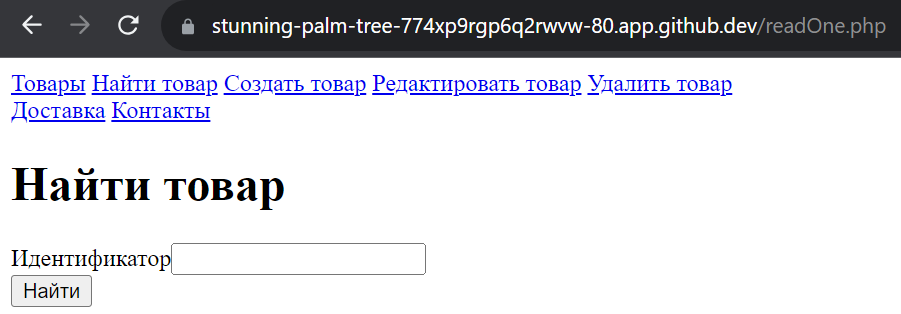 stunning-palm-tree-774xp9rgp6q2rwvw-80.app.github.dev/readOne.php
Товары Найти товар Создать товар Редактировать товар Удалить товар
Доставка Контакты
Найти товар
Идентификатор
Найти